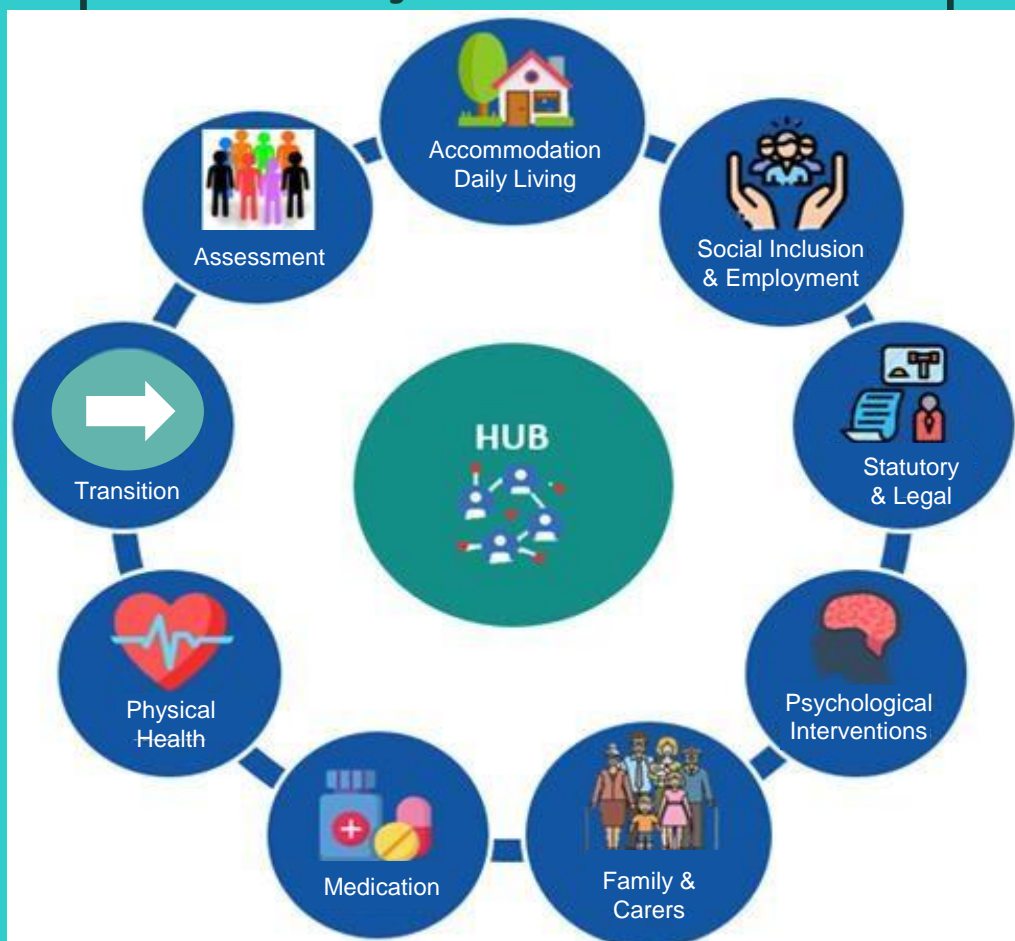 Accommodation
Daily Living
Social Inclusion
& Employment
Statutory
& Legal
Psychological
Interventions
Family &
Carers
Medication
Physical
Health
Transition
Assessment
HUB